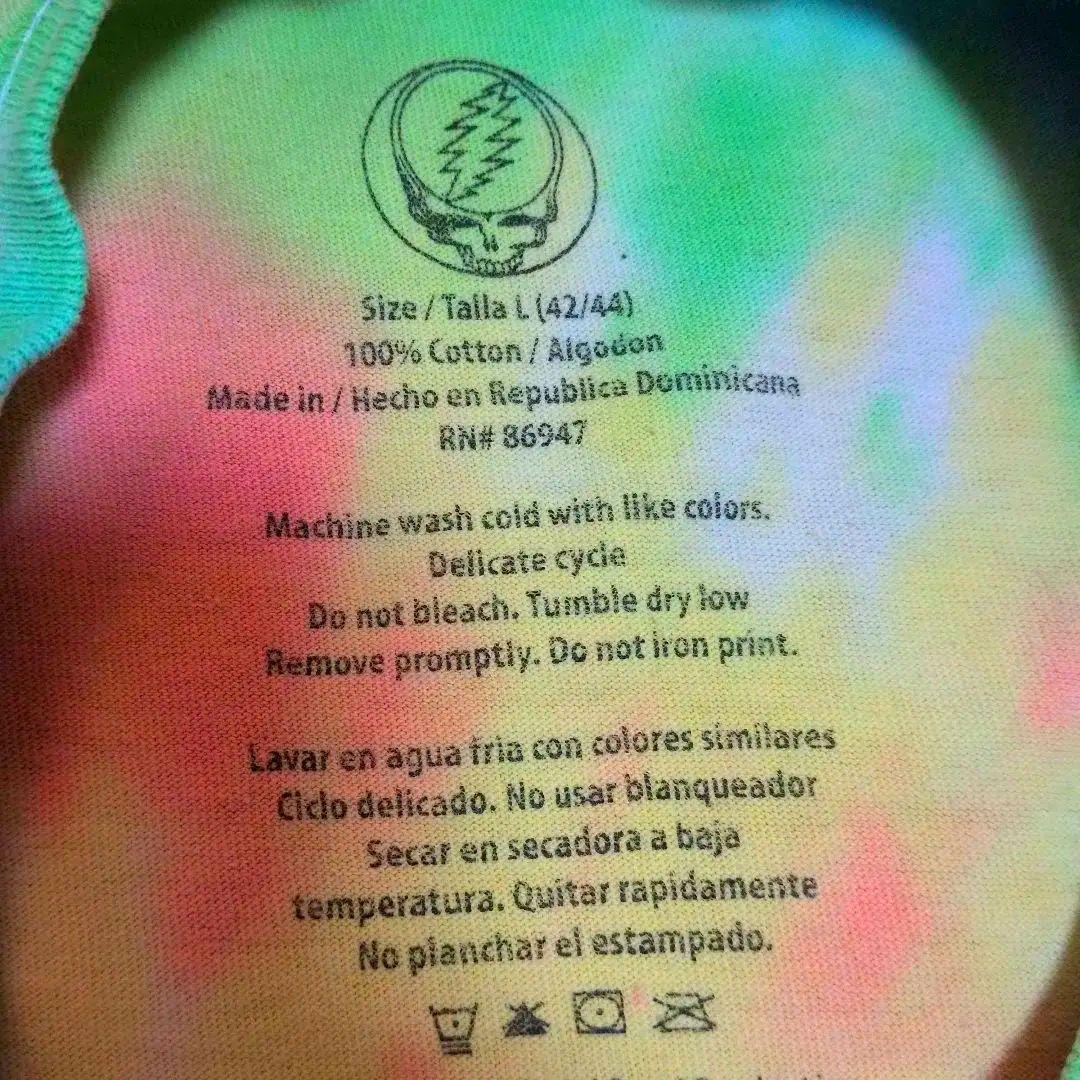 Size / Talla L (42/44)
100% Cotton / Algodon
Made in / Hecho en Republica Dominicana
RN# 86947
Machine wash cold with like colors.
Delicate cycle
Do not bleach. Tumble dry low
Remove promptly. Do not iron print.
Lavar en agua fria con colores similares
Ciclo delicado. No usar blanqueador
Secar en secadora a baja
temperatura. Quitar rapidamente
No planchar el estampado.